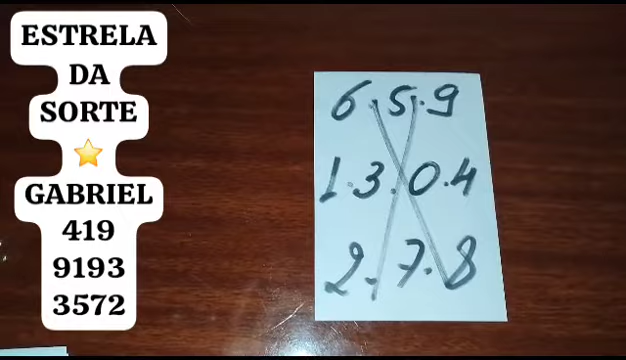 ESTRELA
DA
SORTE
GABRIEL
419
9193
3572
6.5.9
1.3.0.4
2.7.8